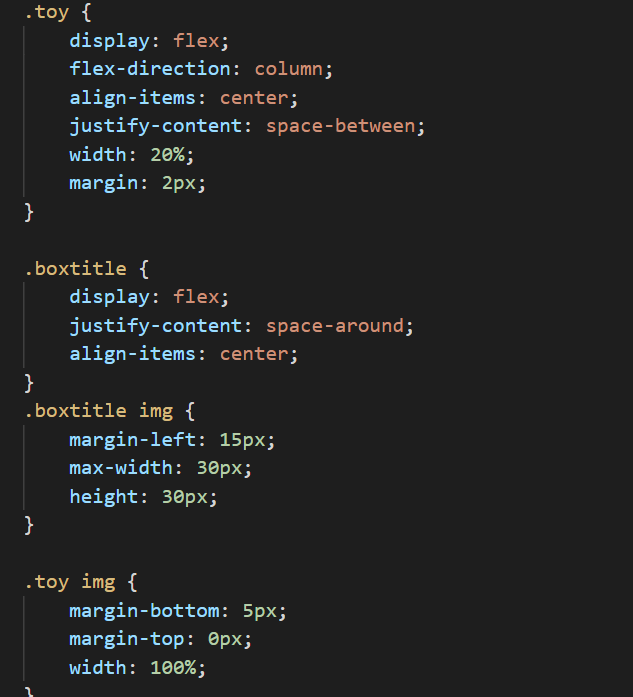 .toy {
    display: flex;
    flex-direction: column;
    align-items: center;
    justify-content: space-between;
    width: 20%;
    margin: 2px;
}

.boxtitle {
    display: flex;
    justify-content: space-around;
    align-items: center;
}
.boxtitle img {
    margin-left: 15px;
    max-width: 30px;
    height: 30px;
}

.toy img {
    margin-bottom: 5px;
    margin-top: 0px;
    width: 100%;
}